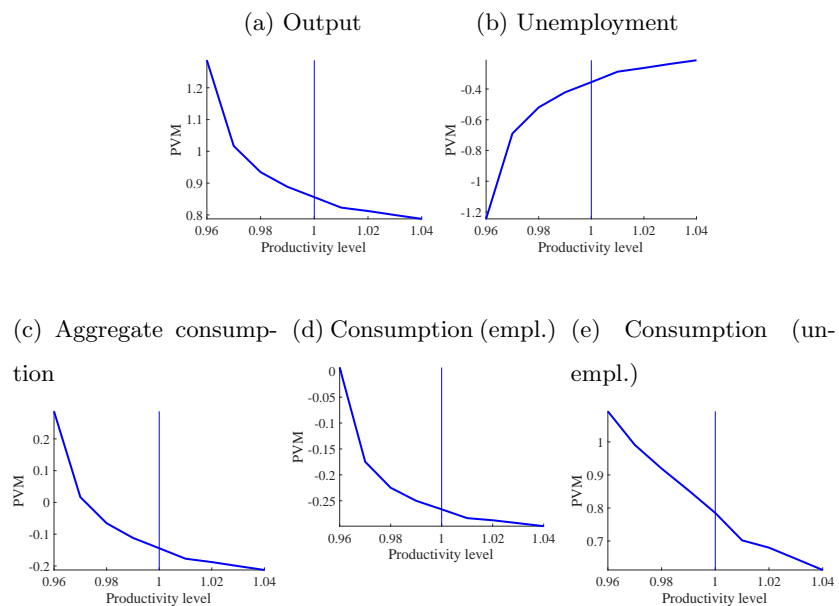 (a) Output
(b) Unemployment
1.2
1.1
1
0.9
0.8
PVM
0.96
0.98
1
1.02
1.04
Productivity level
-0.4
-0.6
-0.8
-1
-1.2
PVM
0.96
0.98
1
1.02
1.04
Productivity level
(c) Aggregate consump-
tion
(d) Consumption (empl.)
(e) Consumption (un-
empl.)
0.2
0.1
0
-0.1
-0.2
PVM
0.96
0.98
1
1.02
1.04
Productivity level
0
-0.05
-0.1
-0.15
-0.2
-0.25
PVM
0.96
0.98
1
1.02
1.04
Productivity level
1
0.9
0.8
0.7
PVM
0.96
0.98
1
1.02
1.04
Productivity level